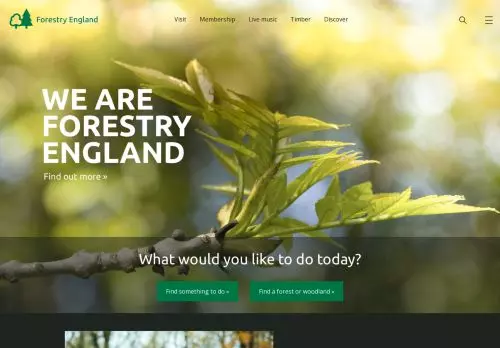 Forestry England
Visit Membership Live music Timber Discover
WE ARE
FORESTRY
ENGLAND
Find out more »
What would you like to do today?
Find something to do »
Find a forest or woodland »